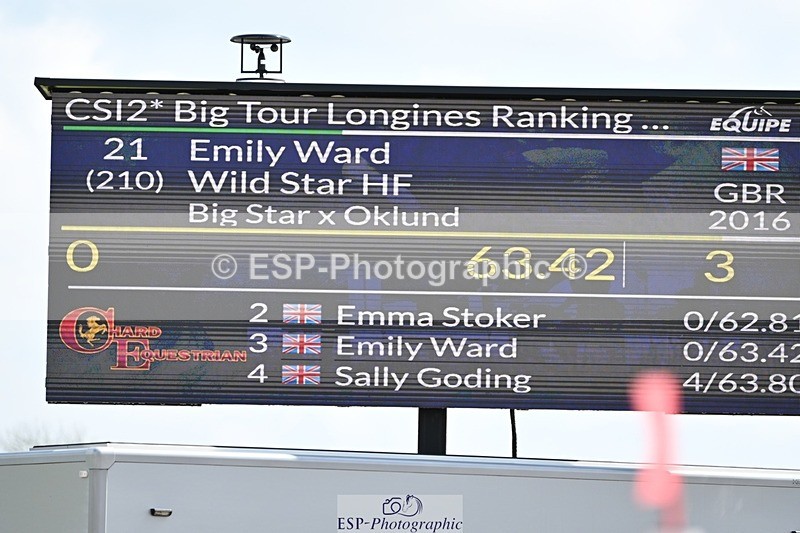 CSI2* Big Tour Longines Ranking ... EQUIPE
21 Emily Ward
(210) Wild Star HF GBR
Big Star x Oklund 2016
0 63.42 3
© ESP-Photographic ©
2 Emma Stoker 0/62.81
3 Emily Ward 0/63.42
4 Sally Goding 4/63.80
CHARD EQUESTRIAN
ESP-Photographic